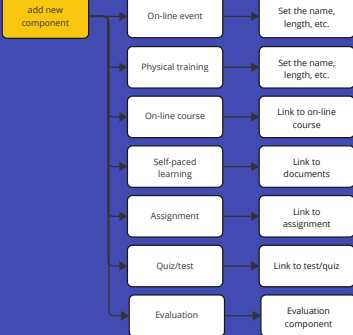 add new
component
On-line event
Set the name,
length, etc.
Physical training
Set the name,
length, etc.
On-line course
Link to on-line
course
Self-paced
learning
Link to
documents
Assignment
Link to
assignment
Quiz/test
Link to test/quiz
Evaluation
Evaluation
component